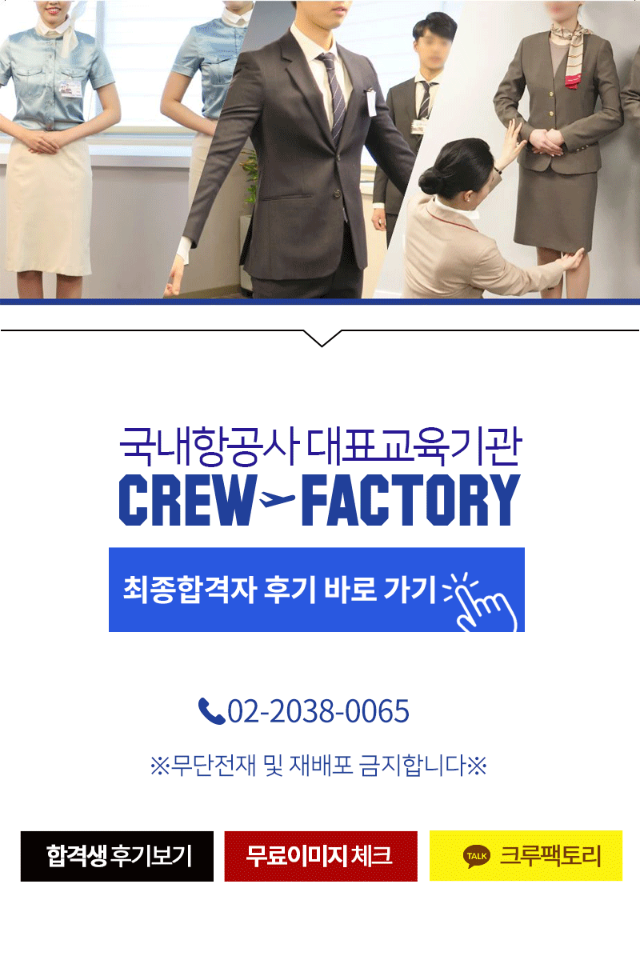 국내항공사 대표교육기관
CREW FACTORY
최종합격자 후기 바로 가기
02-2038-0065
※무단전재 및 재배포 금지합니다※
합격생 후기보기
무료이미지 체크
TALK 크루팩토리